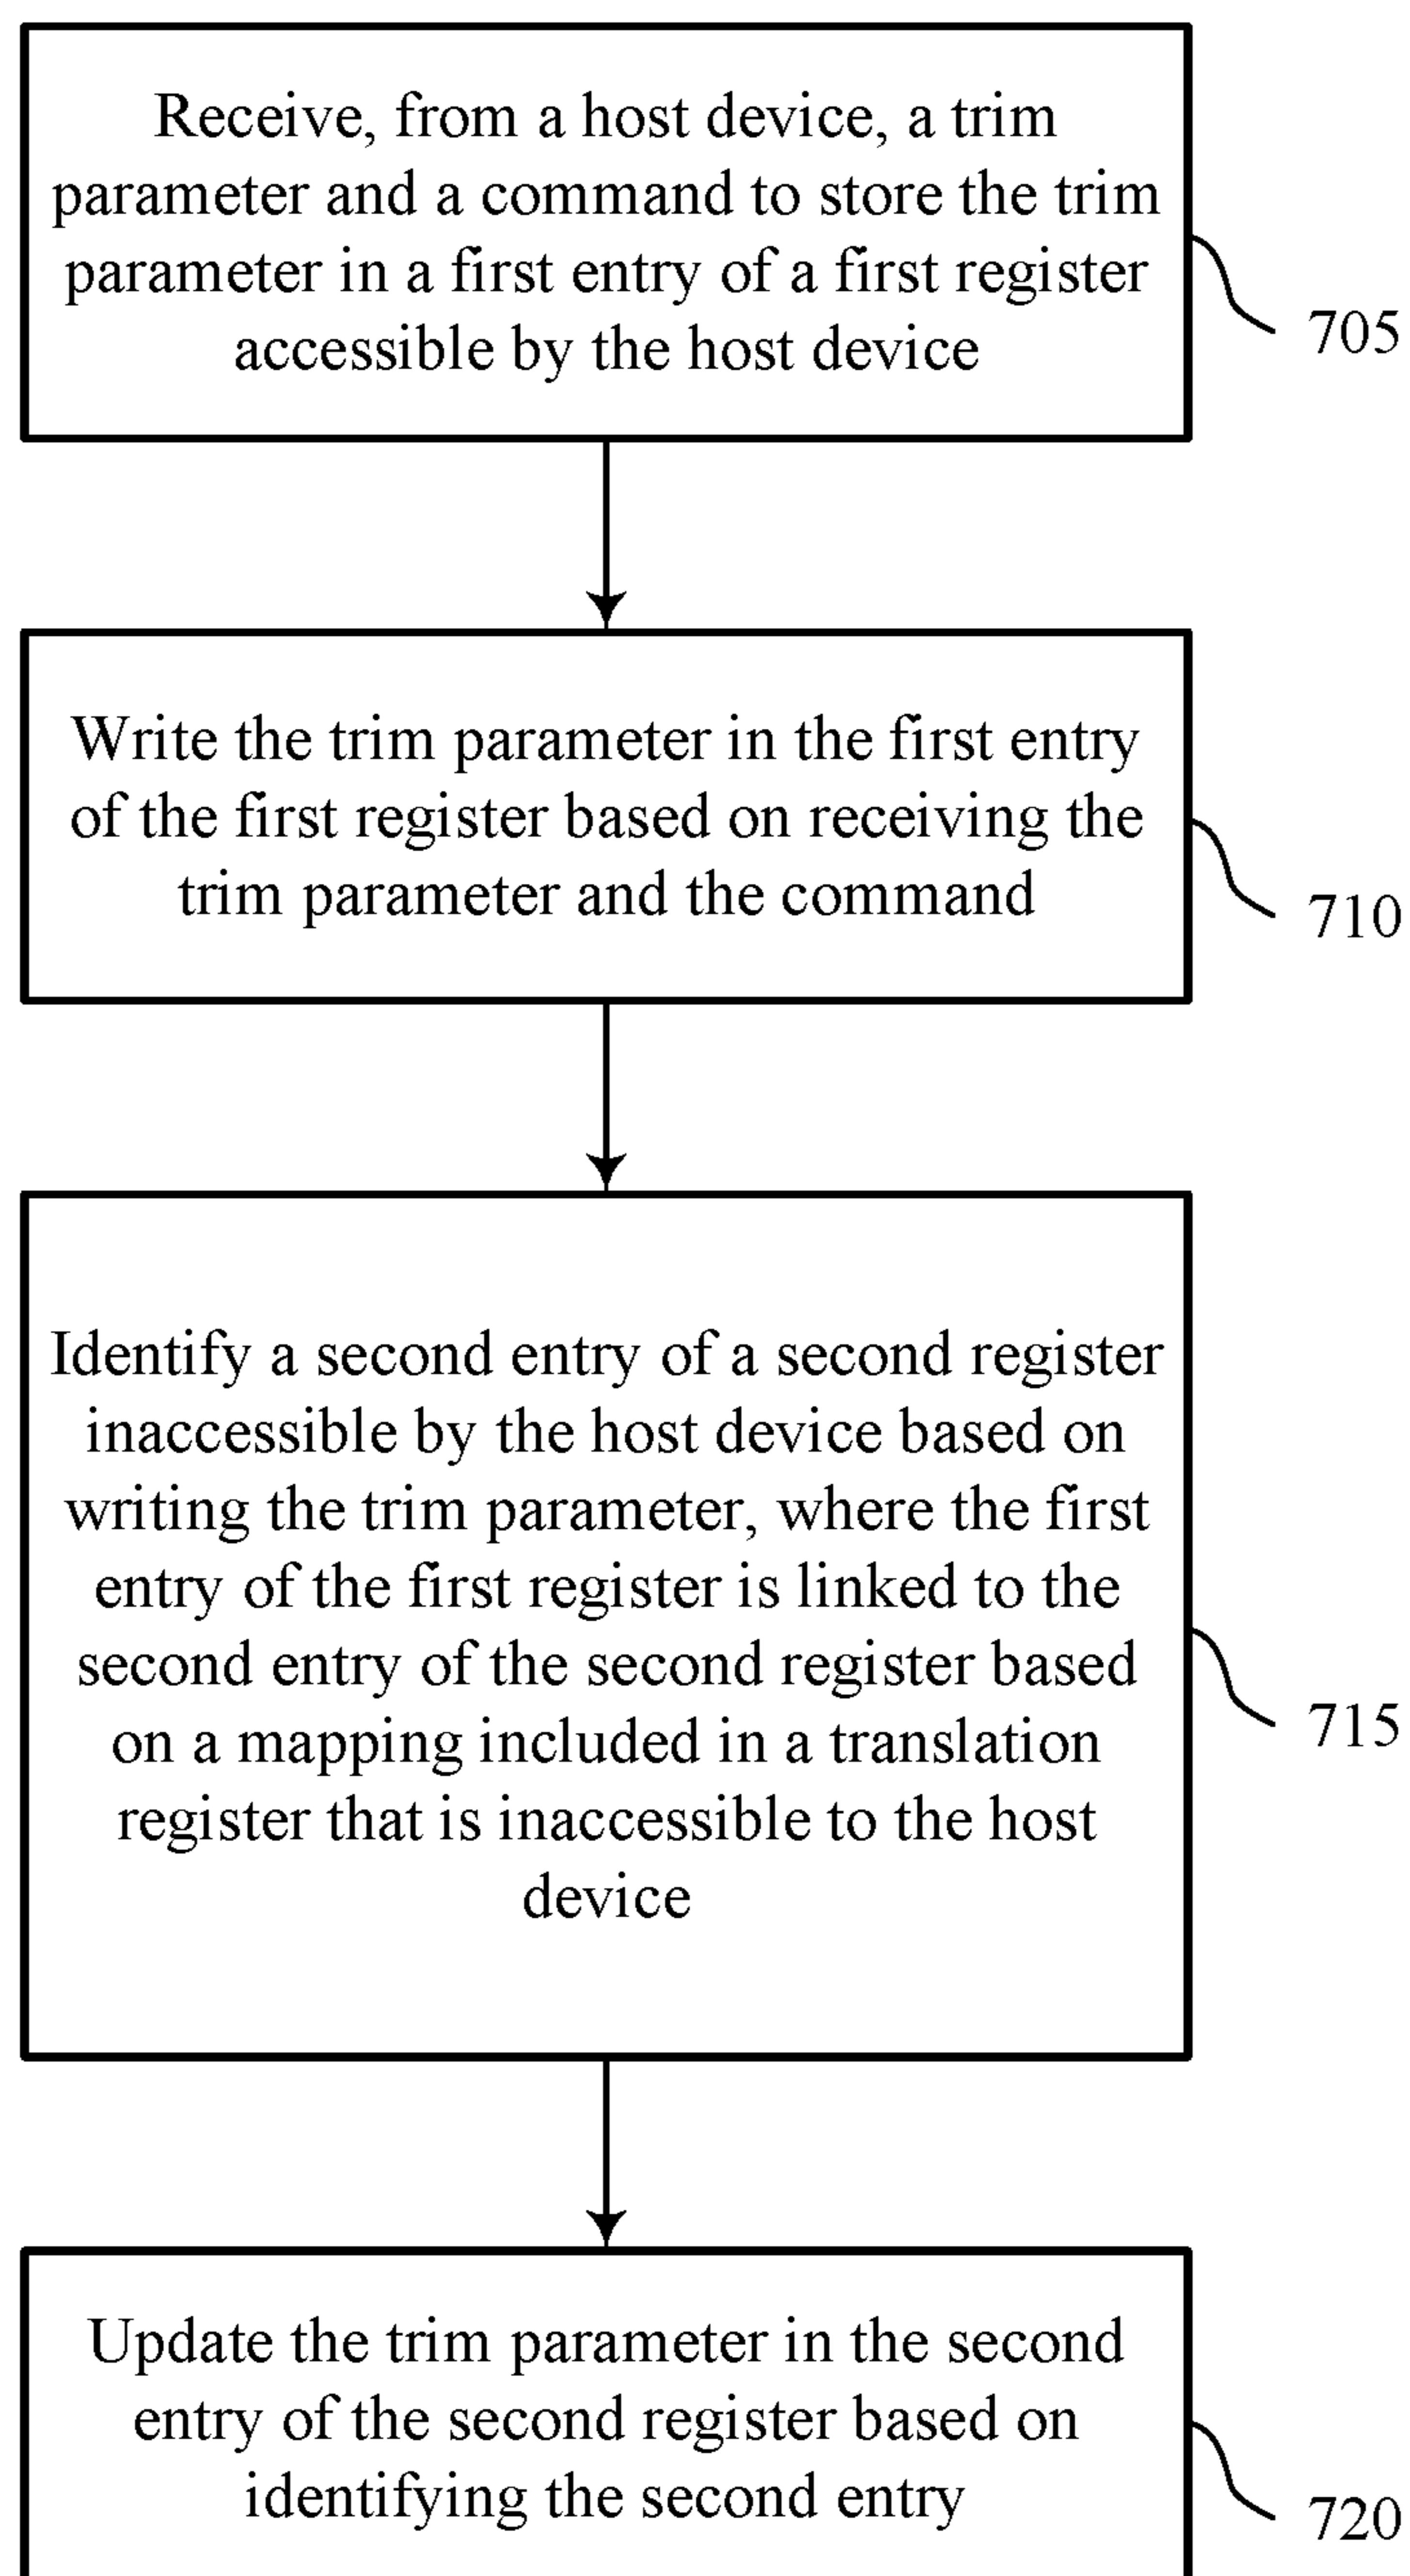 Receive, from a host device, a trim
parameter and a command to store the trim
parameter in a first entry of a first register
accessible by the host device
705
Write the trim parameter in the first entry
of the first register based on receiving the
trim parameter and the command
710
Identify a second entry of a second register
inaccessible by the host device based on
writing the trim parameter, where the first
entry of the first register is linked to the
second entry of the second register based
on a mapping included in a translation
register that is inaccessible to the host
device
715
Update the trim parameter in the second
entry of the second register based on
identifying the second entry
720